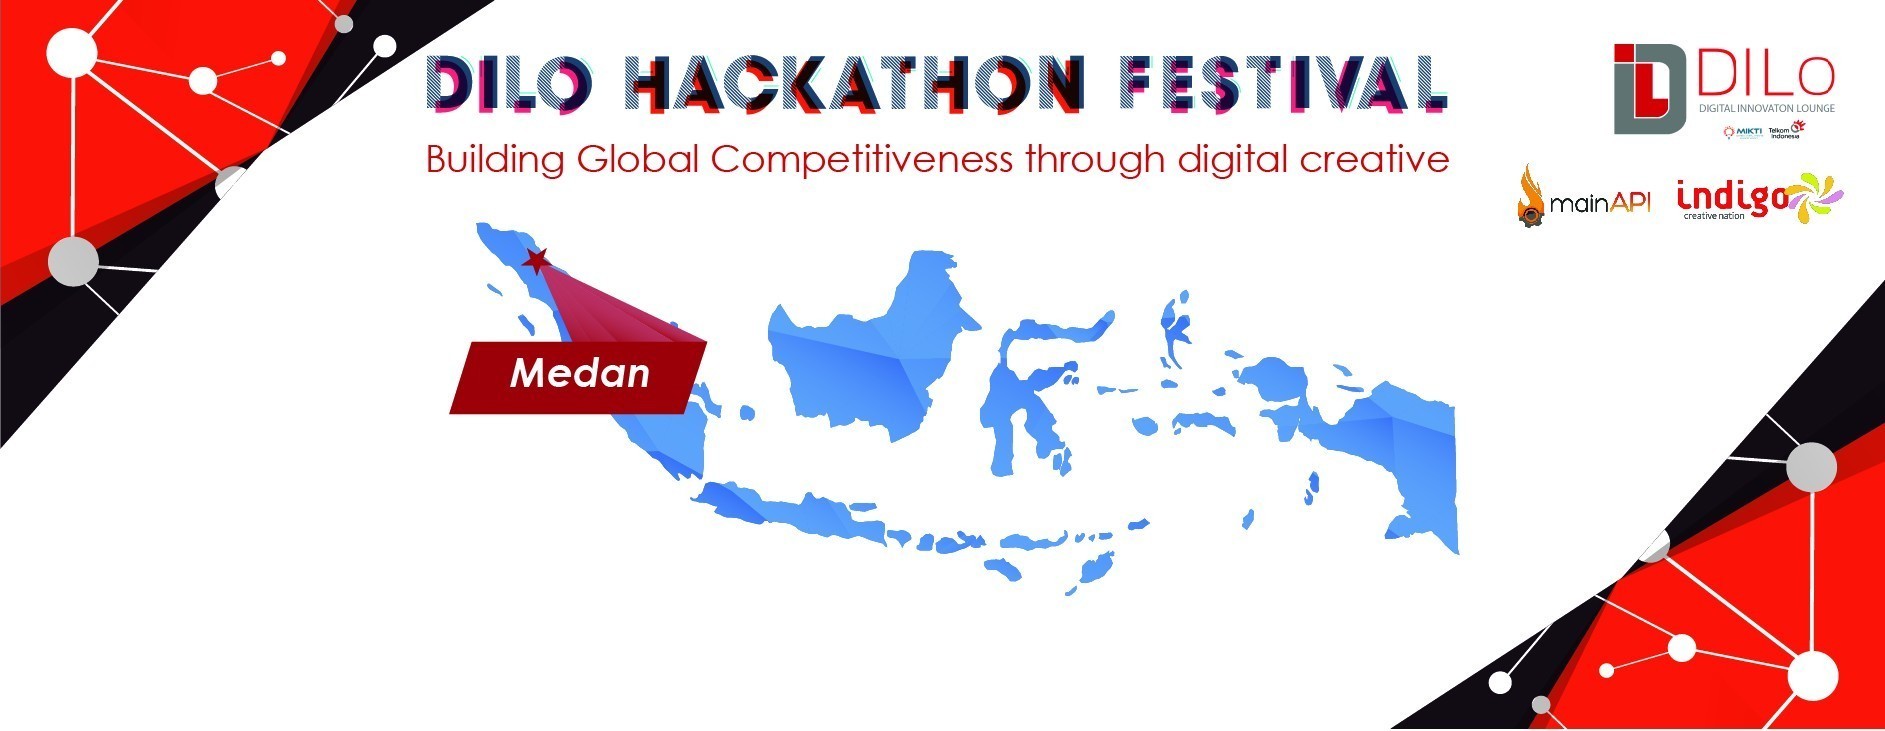 DILO HACKATHON FESTIVAL
Building Global Competitiveness through digital creative
DILo
DIGITAL INNOVATON LOUNGE
MIKTI
Telkom
Indonesia
mainAPI
indigo
creative nation
Medan